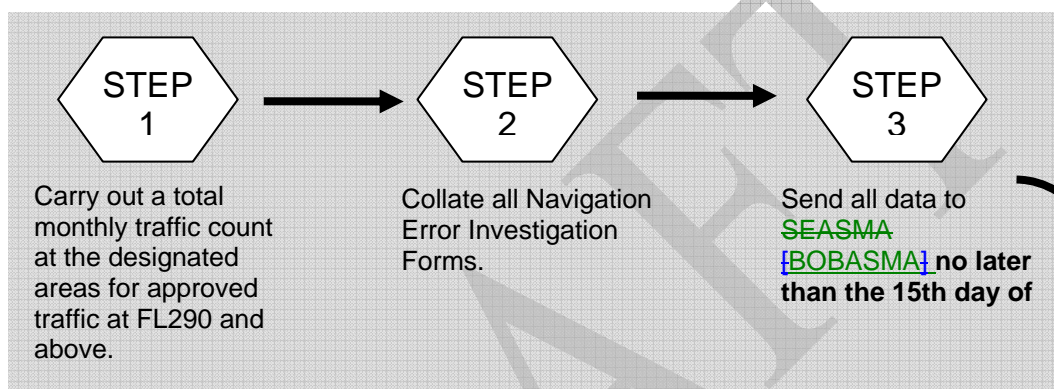 STEP
1
Carry out a total
monthly traffic count
at the designated
areas for approved
traffic at FL290 and
above.
STEP
2
Collate all Navigation
Error Investigation
Forms.
STEP
3
Send all data to
SEASMA
[BOBASMA] no later
than the 15th day of